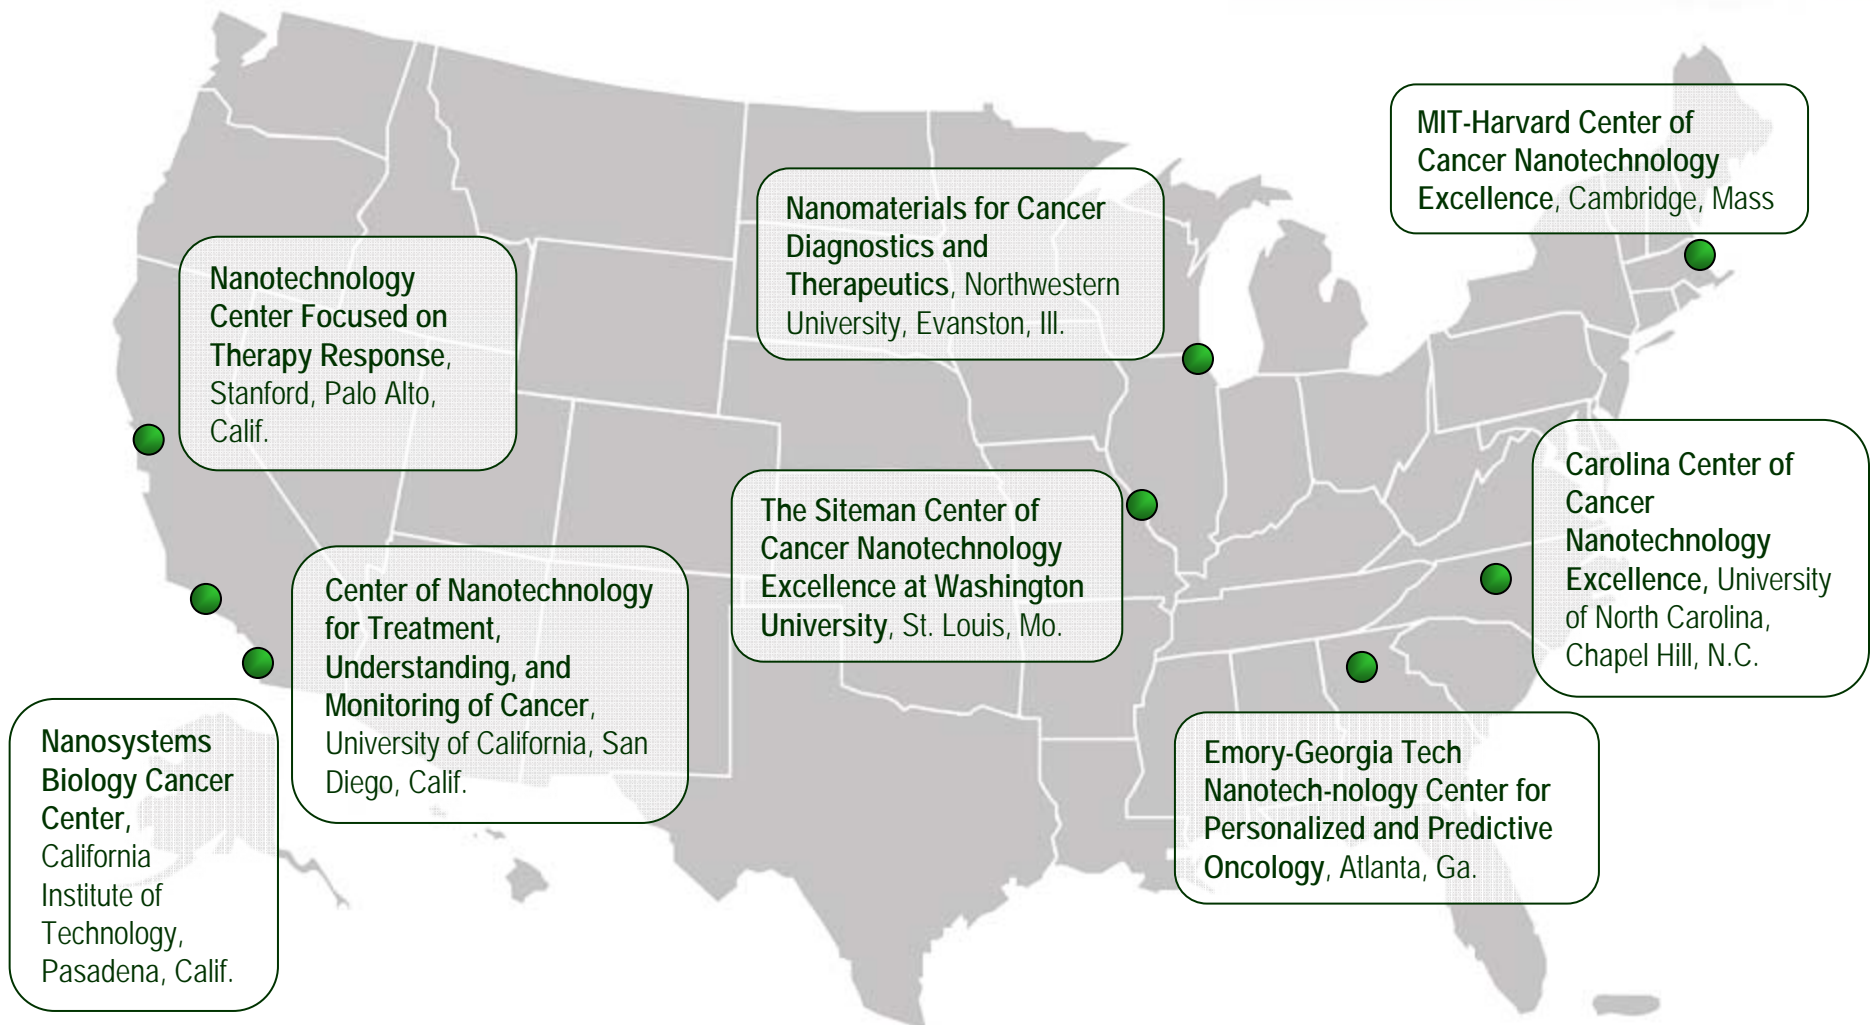 MIT-Harvard Center of
Cancer Nanotechnology
Excellence, Cambridge, Mass
Nanomaterials for Cancer
Diagnostics and
Therapeutics, Northwestern
University, Evanston, Ill.
Nanotechnology
Center Focused on
Therapy Response,
Stanford, Palo Alto,
Calif.
Carolina Center of
Cancer
Nanotechnology
Excellence, University
of North Carolina,
Chapel Hill, N.C.
The Siteman Center of
Cancer Nanotechnology
Excellence at Washington
University, St. Louis, Mo.
Center of Nanotechnology
for Treatment,
Understanding, and
Monitoring of Cancer,
University of California, San
Diego, Calif.
Nanosystems
Biology Cancer
Center,
California
Institute of
Technology,
Pasadena, Calif.
Emory-Georgia Tech
Nanotech-nology Center for
Personalized and Predictive
Oncology, Atlanta, Ga.